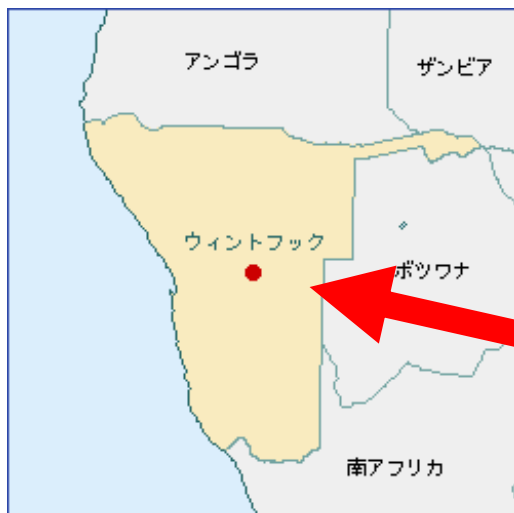 アンゴラ
ザンビア
ウィントフック
ボツワナ
南アフリカ